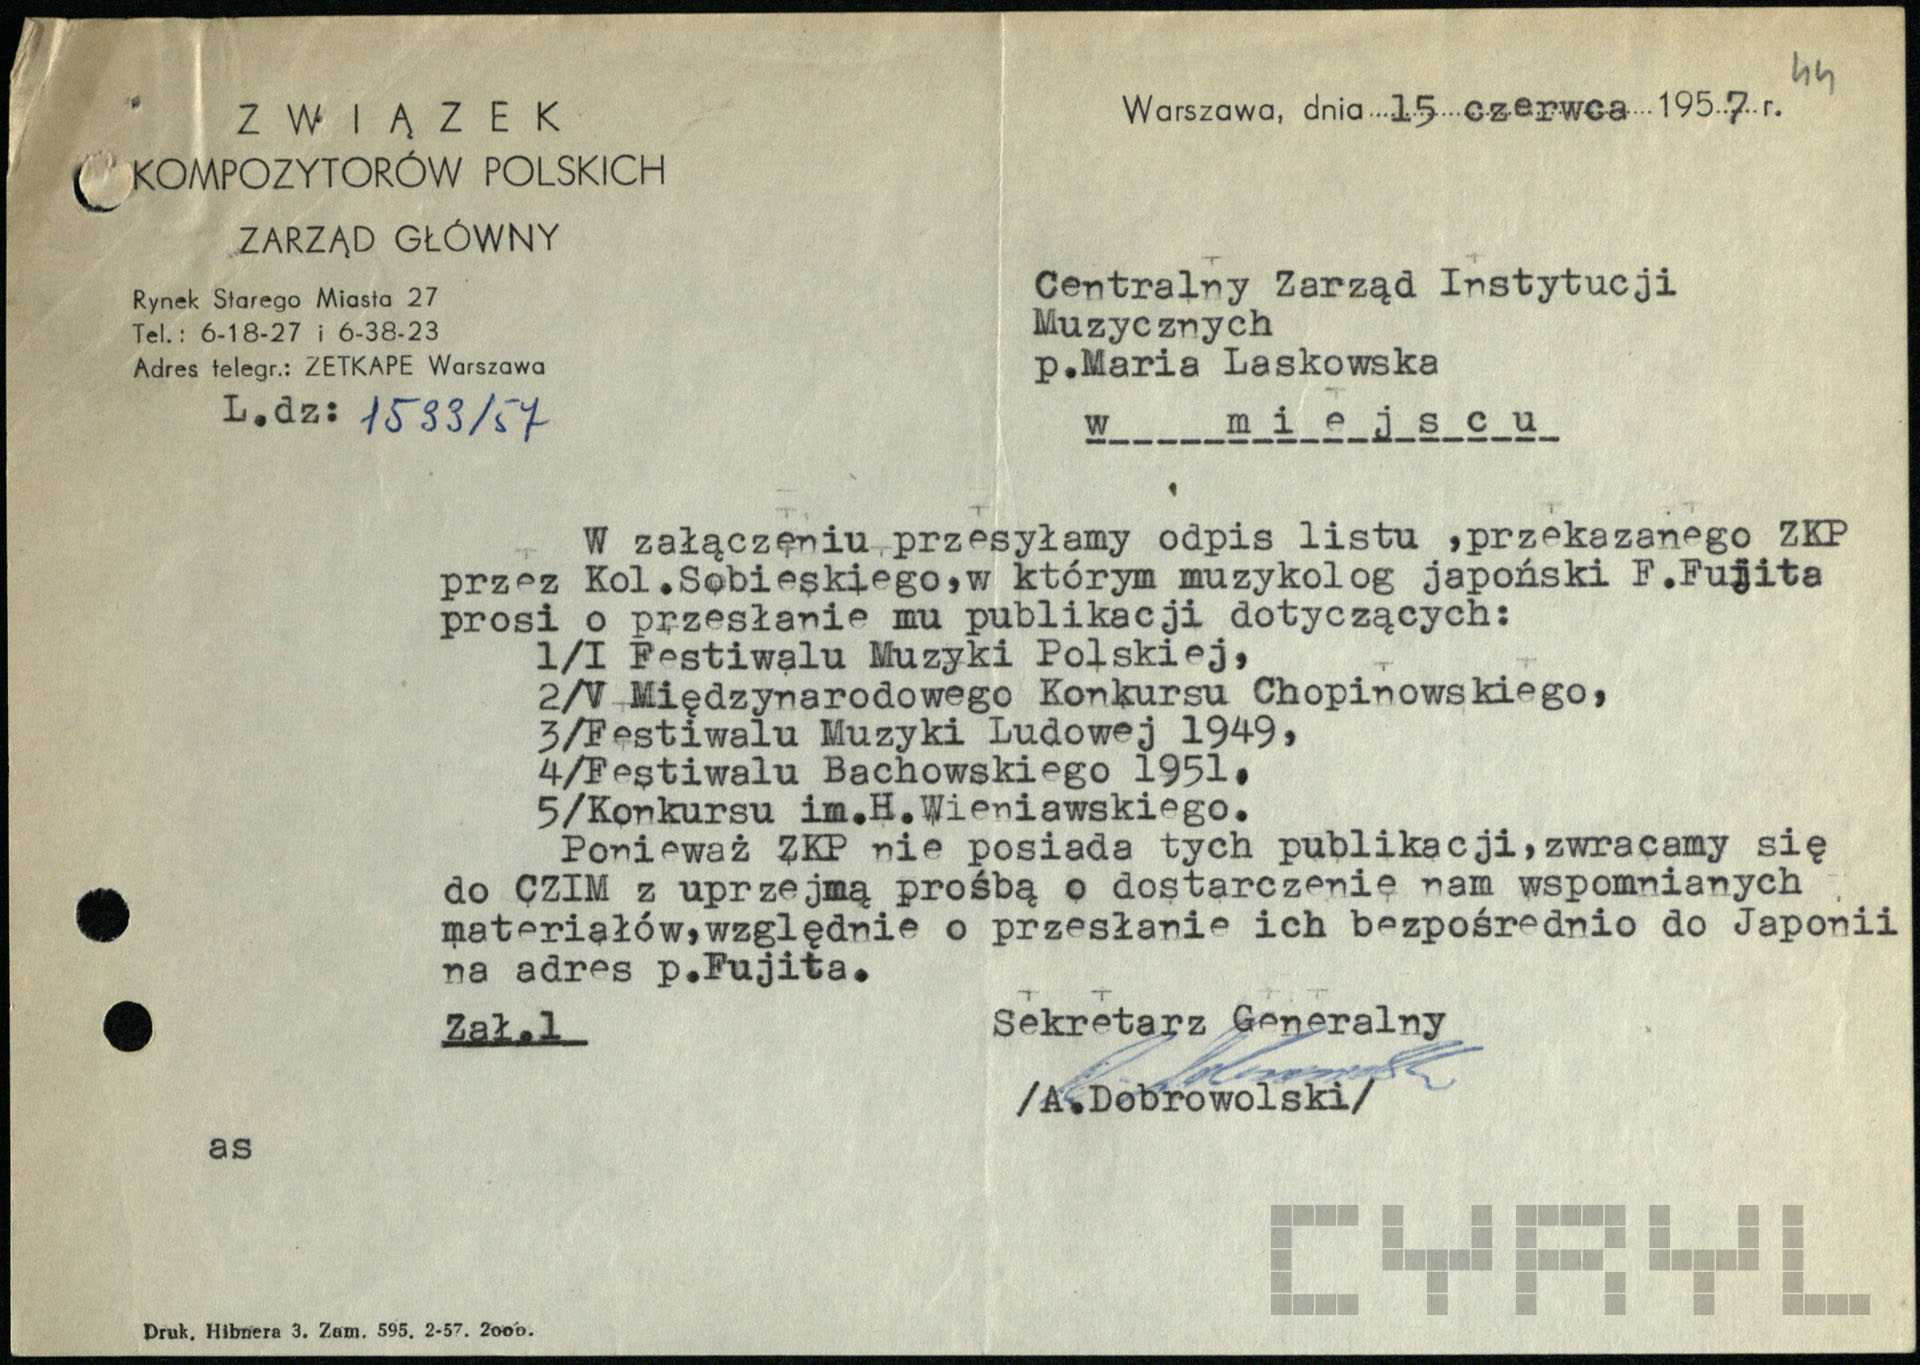 44
Warszawa, dnia 15 czerwca 1957 r.
ZWIĄZEK
KOMPOZYTORÓW POLSKICH
ZARZĄD GŁÓWNY
Rynek Starego Miasta 27
Tel.: 6-18-27 i 6-38-23
Adres telegr.: ZETKAPE Warszawa
L.dz: 1533/57
Centralny Zarząd Instytucji
Muzycznych
p.Maria Laskowska
w miejscu
W załączeniu przesyłamy odpis listu ,przekazanego ZKP
przez Kol.Sobieskiego,w którym muzykolog japoński F.Fujita
prosi o przesłanie mu publikacji dotyczących:
1/I Festiwalu Muzyki Polskiej,
2/V Międzynarodowego Konkursu Chopinowskiego,
3/Festiwalu Muzyki Ludowej 1949,
4/Festiwalu Bachowskiego 1951.
5/Konkursu im.H.Wieniawskiego.
Ponieważ ZKP nie posiada tych publikacji,zwracamy się
do CZIM z uprzejmą prośbą o dostarczenie nam wspomnianych
materiałów,względnie o przesłanie ich bezpośrednio do Japonii
na adres p.Fujita.
Zał.1
Sekretarz Generalny
/A.Dobrowolski/
as
Druk. Hibnera 3. Zam. 595. 2-57. 2000.
CYRYL